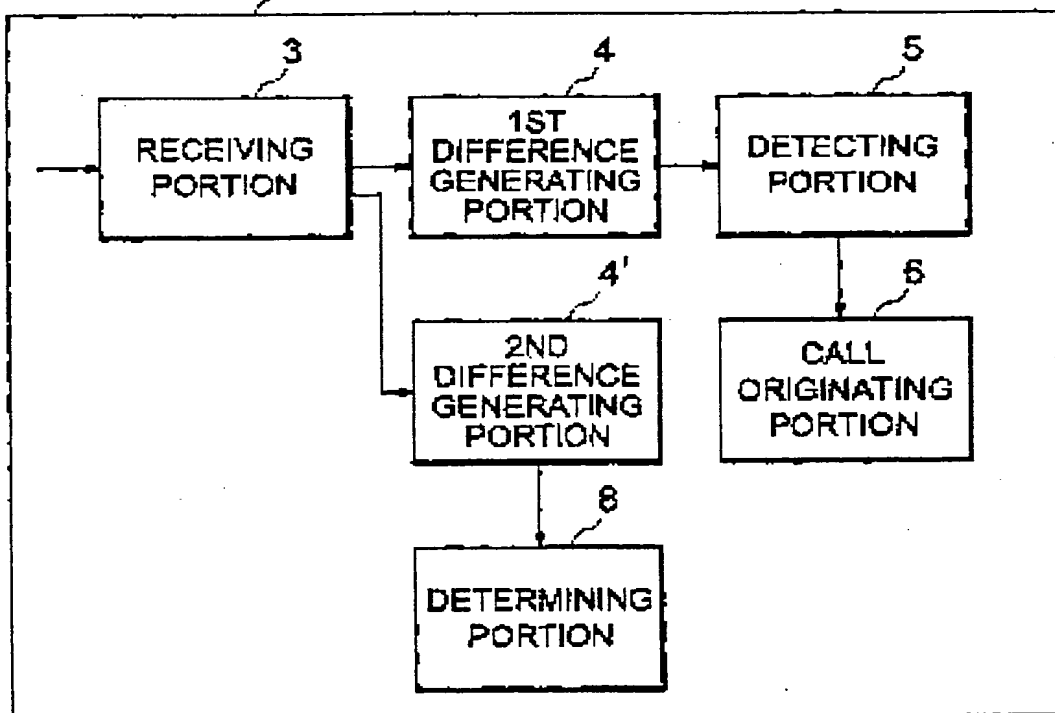 3
RECEIVING
PORTION
4
1ST
DIFFERENCE
GENERATING
PORTION
5
DETECTING
PORTION
4'
2ND
DIFFERENCE
GENERATING
PORTION
6
CALL
ORIGINATING
PORTION
8
DETERMINING
PORTION